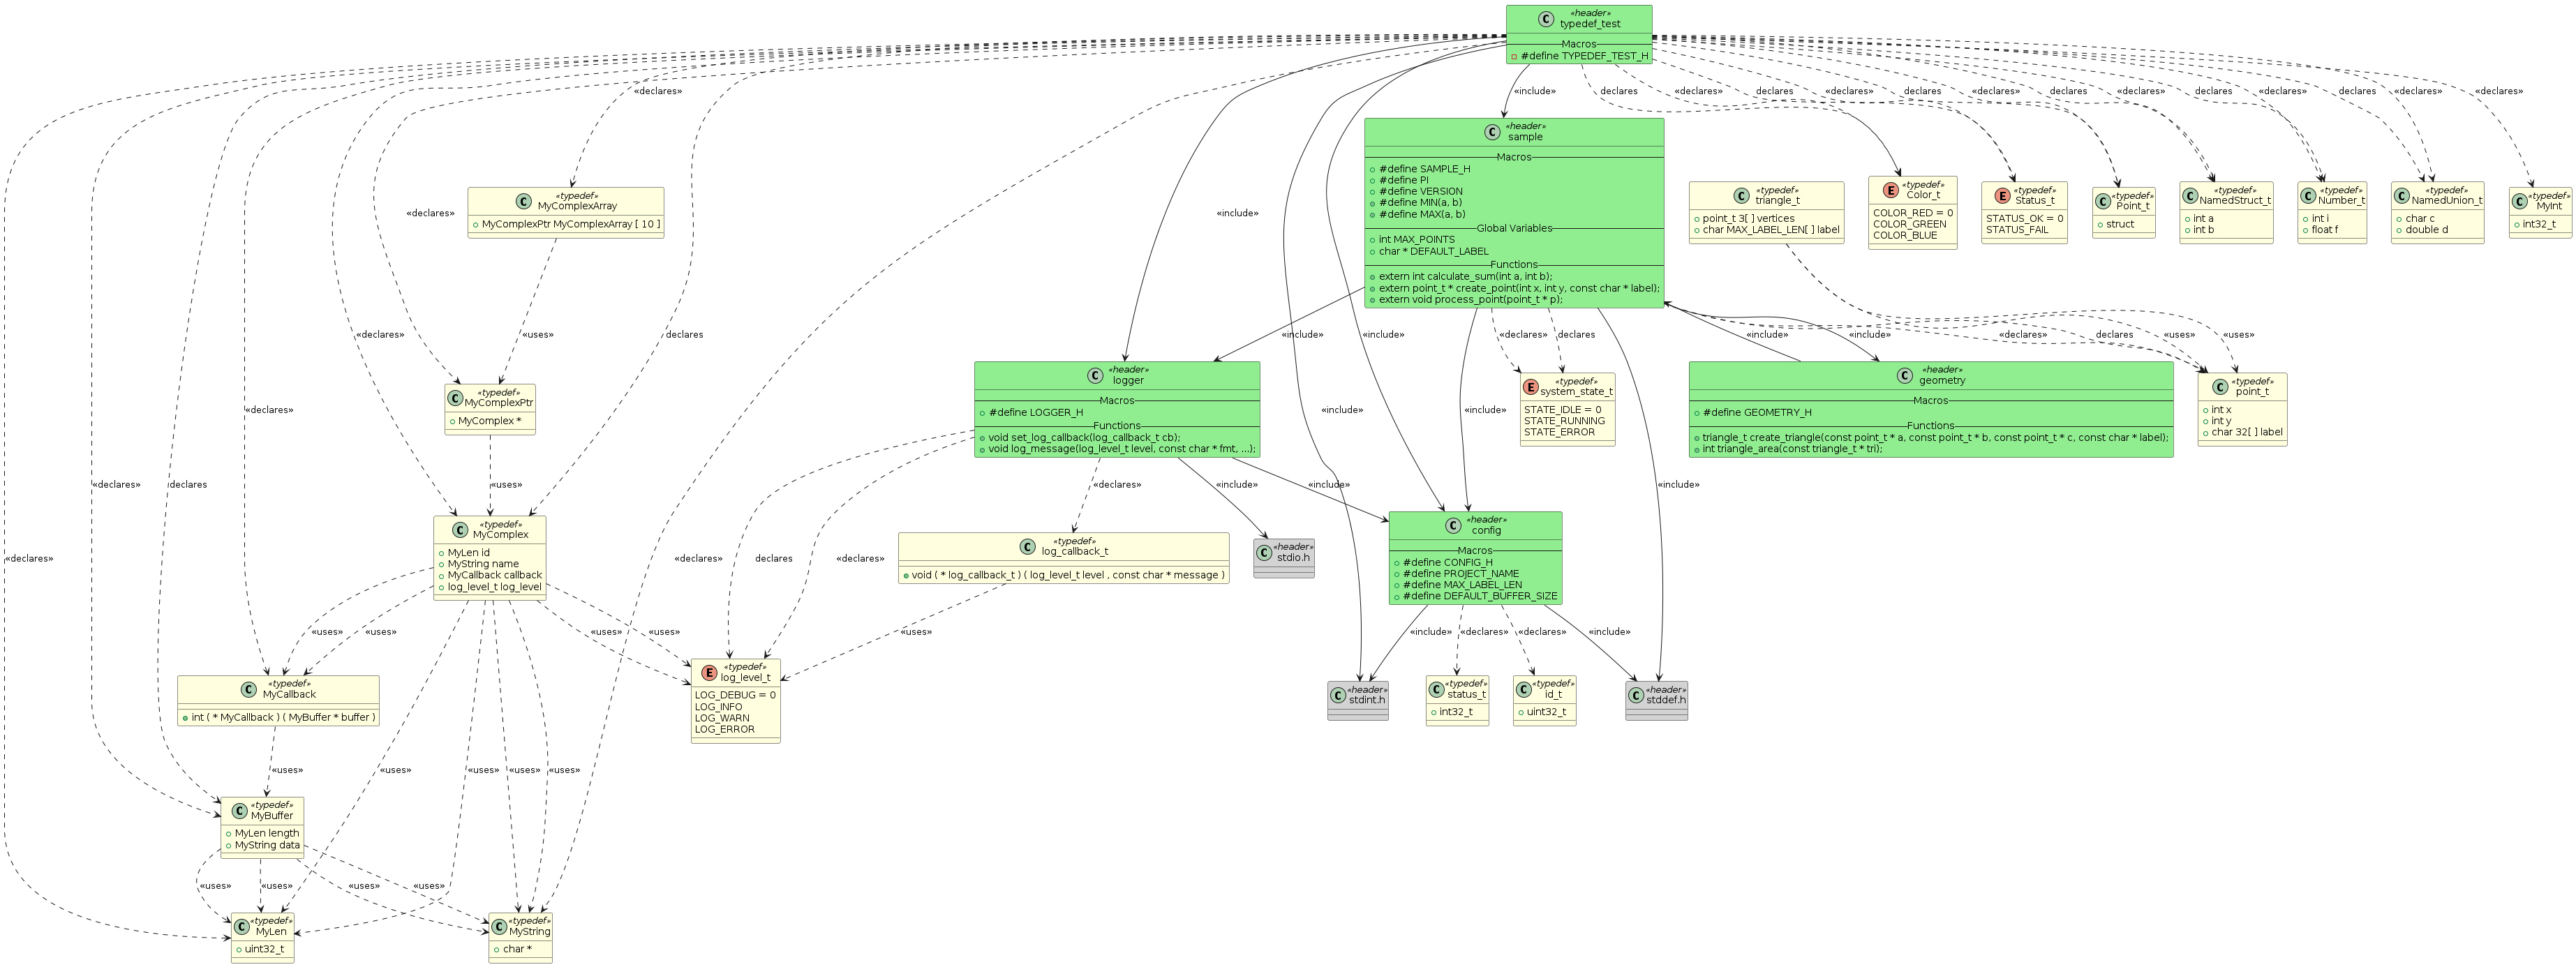 C «header» typedef_test
Macros
#define TYPEDEF_TEST_H
«declares»
«include»
declares
«declares»
declares
«declares»
declares
«declares»
declares
«declares»
declares
«declares»
«declares»
C «header» sample
Macros
#define SAMPLE_H
#define PI
#define VERSION
#define MIN(a, b)
#define MAX(a, b)
Global Variables
int MAX_POINTS
char * DEFAULT_LABEL
Functions
extern int calculate_sum(int a, int b);
extern point_t * create_point(int x, int y, const char * label);
extern void process_point(point_t * p);
C «typedef» MyComplexArray
MyComplexPtr MyComplexArray [ 10 ]
C «typedef» triangle_t
point_t 3[ ] vertices
char MAX_LABEL_LEN[ ] label
E «typedef» Color_t
COLOR_RED = 0
COLOR_GREEN
COLOR_BLUE
E «typedef» Status_t
STATUS_OK = 0
STATUS_FAIL
C «typedef» Point_t
struct
C «typedef» NamedStruct_t
int a
int b
C «typedef» Number_t
int i
float f
C «typedef» NamedUnion_t
char c
double d
C «typedef» MyInt
int32_t
«declares»
«include»
«declares»
declares
«uses»
«include»
«include»
«include»
«declares»
declares
«include»
«include»
«declares»
declares
«uses»
«uses»
C «header» logger
Macros
#define LOGGER_H
Functions
void set_log_callback(log_callback_t cb);
void log_message(log_level_t level, const char * fmt, ...);
C «header» geometry
Macros
#define GEOMETRY_H
Functions
triangle_t create_triangle(const point_t * a, const point_t * b, const point_t * c, const char * label);
int triangle_area(const triangle_t * tri);
E «typedef» system_state_t
STATE_IDLE = 0
STATE_RUNNING
STATE_ERROR
C «typedef» point_t
int x
int y
char 32[ ] label
C «typedef» MyComplexPtr
MyComplex *
«declares»
«include»
«include»
«declares»
declares
«uses»
«declares»
«include»
«include»
«include»
C «typedef» MyComplex
MyLen id
MyString name
MyCallback callback
log_level_t log_level
«declares»
«declares»
declares
«declares»
C «typedef» log_callback_t
void ( * log_callback_t ) ( log_level_t level , const char * message )
C «header» stdio.h
C «header» config
Macros
#define CONFIG_H
#define PROJECT_NAME
#define MAX_LABEL_LEN
#define DEFAULT_BUFFER_SIZE
«uses»
«uses»
«uses»
«uses»
«uses»
«include»
«declares»
«declares»
«include»
C «typedef» MyCallback
int ( * MyCallback ) ( MyBuffer * buffer )
E «typedef» log_level_t
LOG_DEBUG = 0
LOG_INFO
LOG_WARN
LOG_ERROR
C «header» stdint.h
C «typedef» status_t
int32_t
C «typedef» id_t
uint32_t
C «header» stddef.h
«uses»
«uses»
«uses»
«uses»
«uses»
C «typedef» MyBuffer
MyLen length
MyString data
«uses»
«uses»
«uses»
«uses»
C «typedef» MyLen
uint32_t
C «typedef» MyString
char *